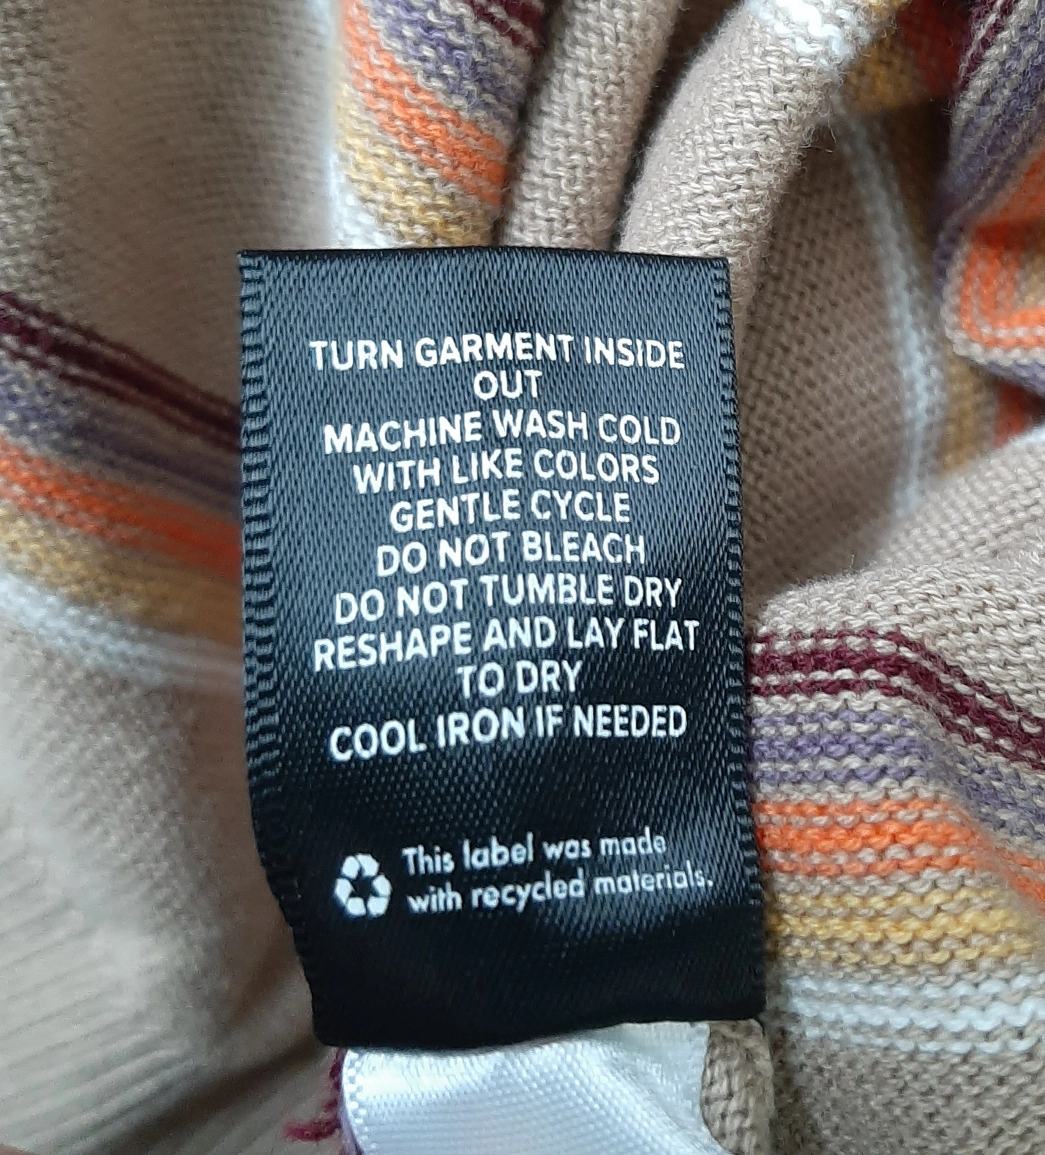 TURN GARMENT INSIDE
OUT
MACHINE WASH COLD
WITH LIKE COLORS
GENTLE CYCLE
DO NOT BLEACH
DO NOT TUMBLE DRY
RESHAPE AND LAY FLAT
TO DRY
COOL IRON IF NEEDED
This label was made
with recycled materials.